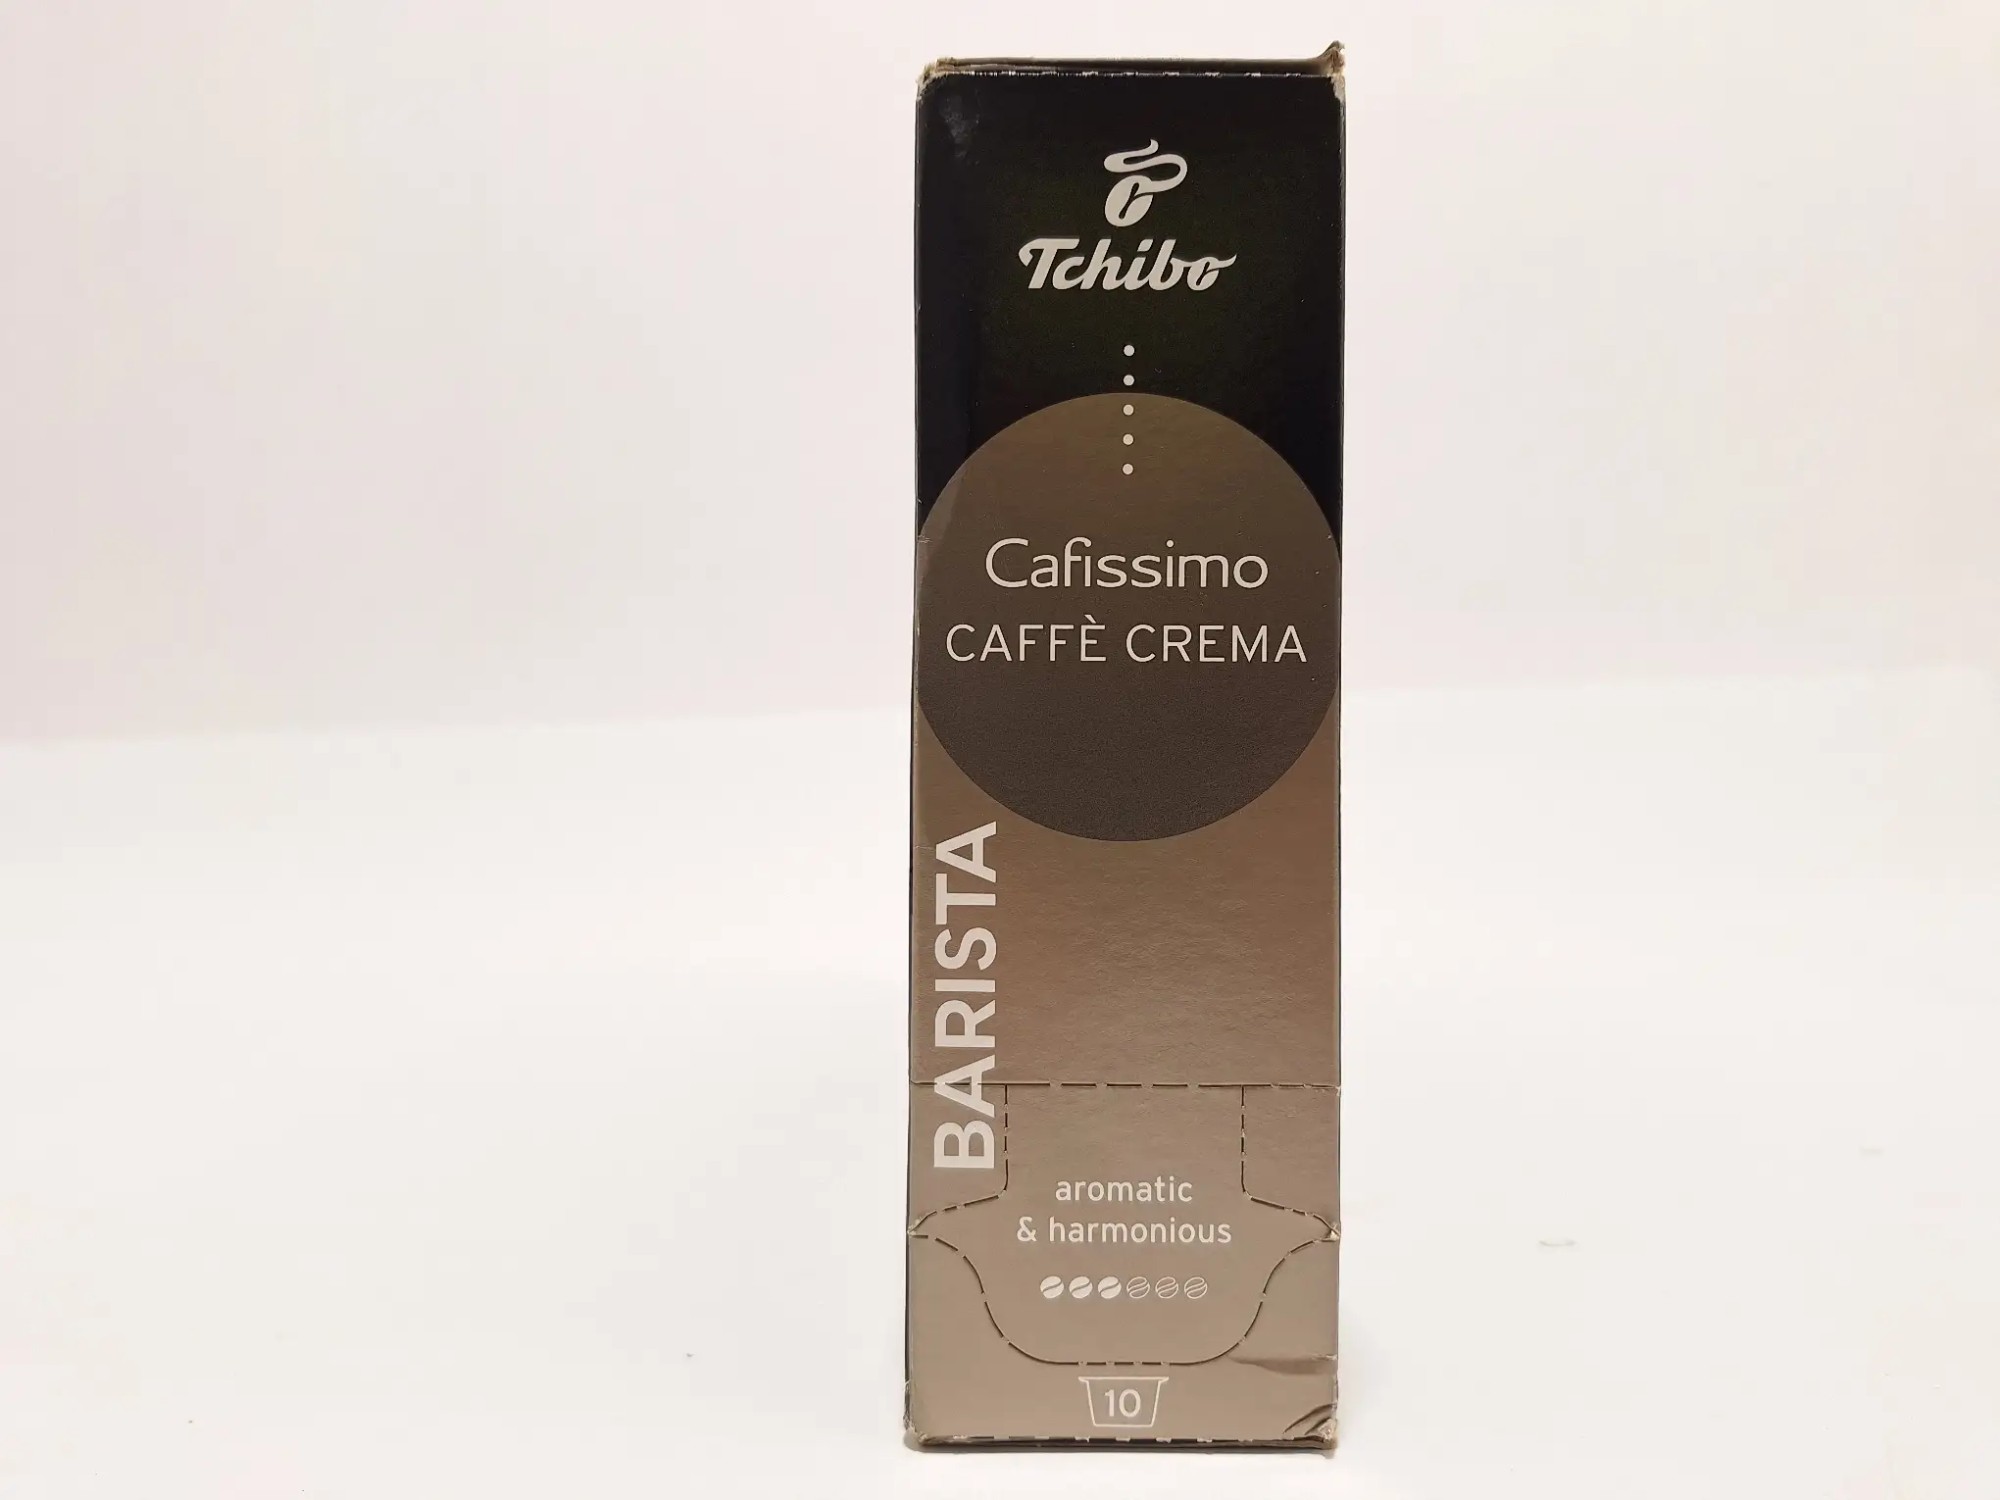 Tchibo
Cafissimo
CAFFÈ CREMA
BARISTA
aromatic
& harmonious
10